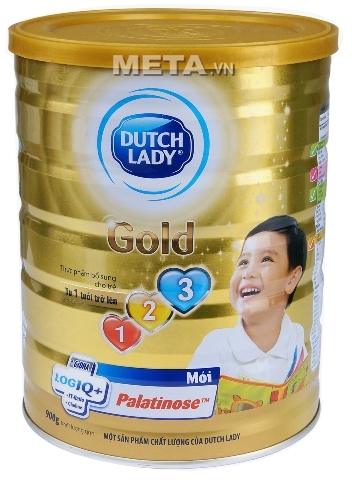 META.vn
DUTCH
LADY®
Gold
Thực phẩm bổ sung
cho trẻ
Từ 1 tuổi trở lên
1
2
3
LOGIQ+
Mới
Palatinose™
900g
MỘT SẢN PHẨM CHẤT LƯỢNG CỦA DUTCH LADY